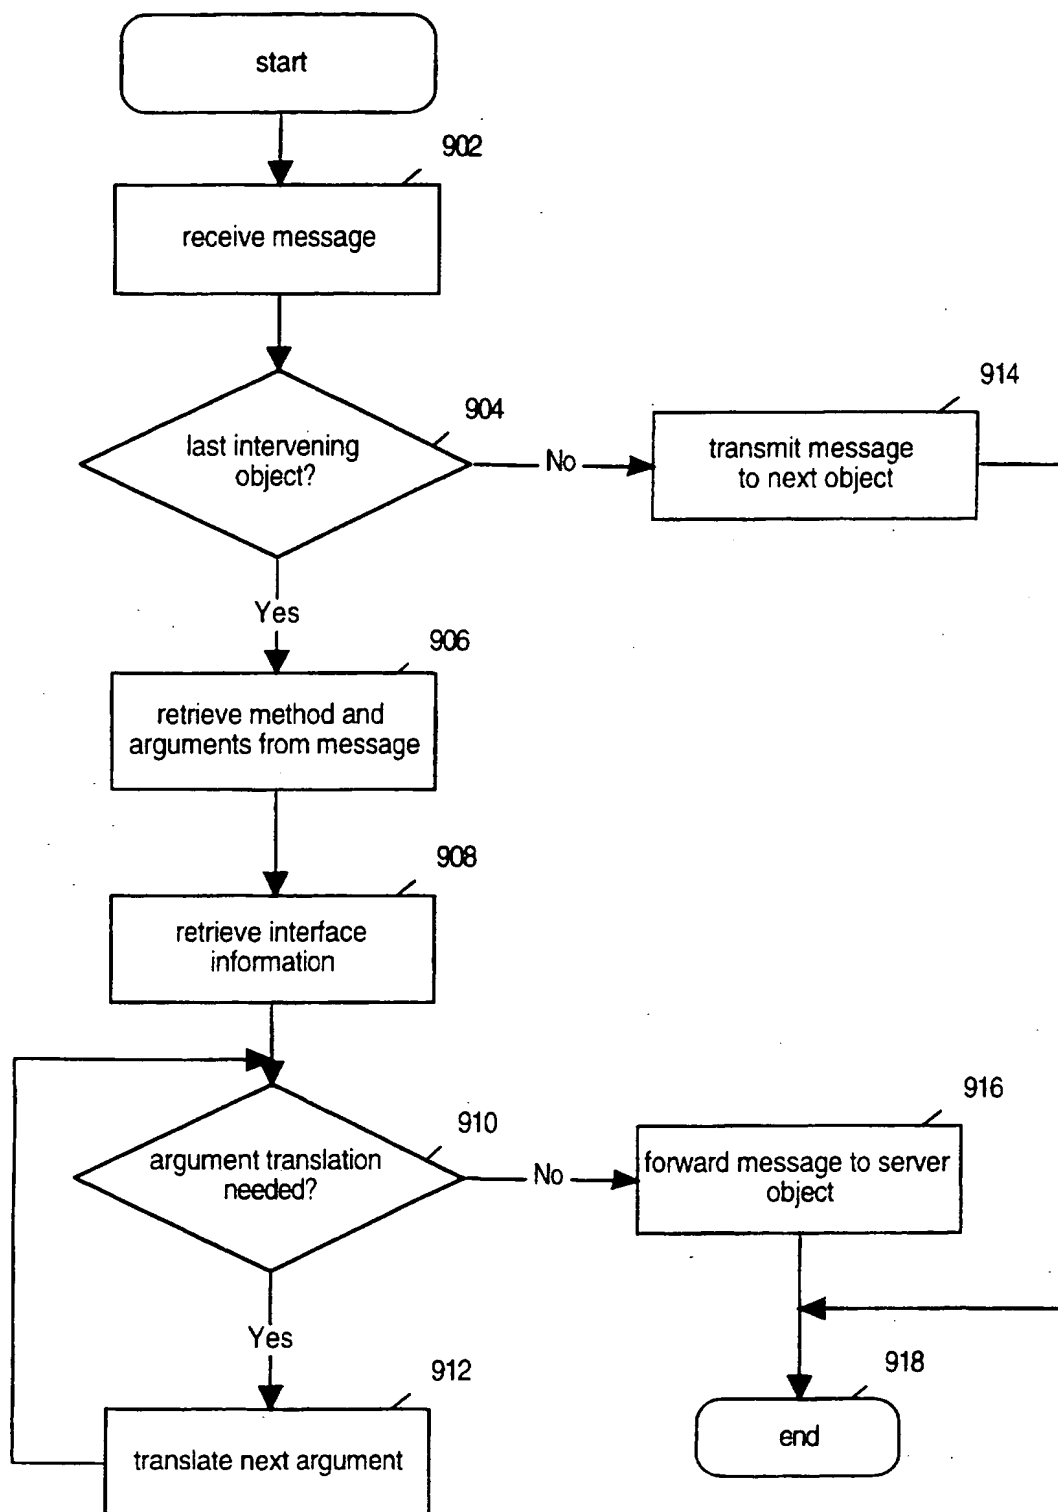 start
902
receive message
904
last intervening
object?
No
914
transmit message
to next object
Yes
906
retrieve method and
arguments from message
908
retrieve interface
information
910
argument translation
needed?
No
916
forward message to server
object
Yes
912
translate next argument
918
end